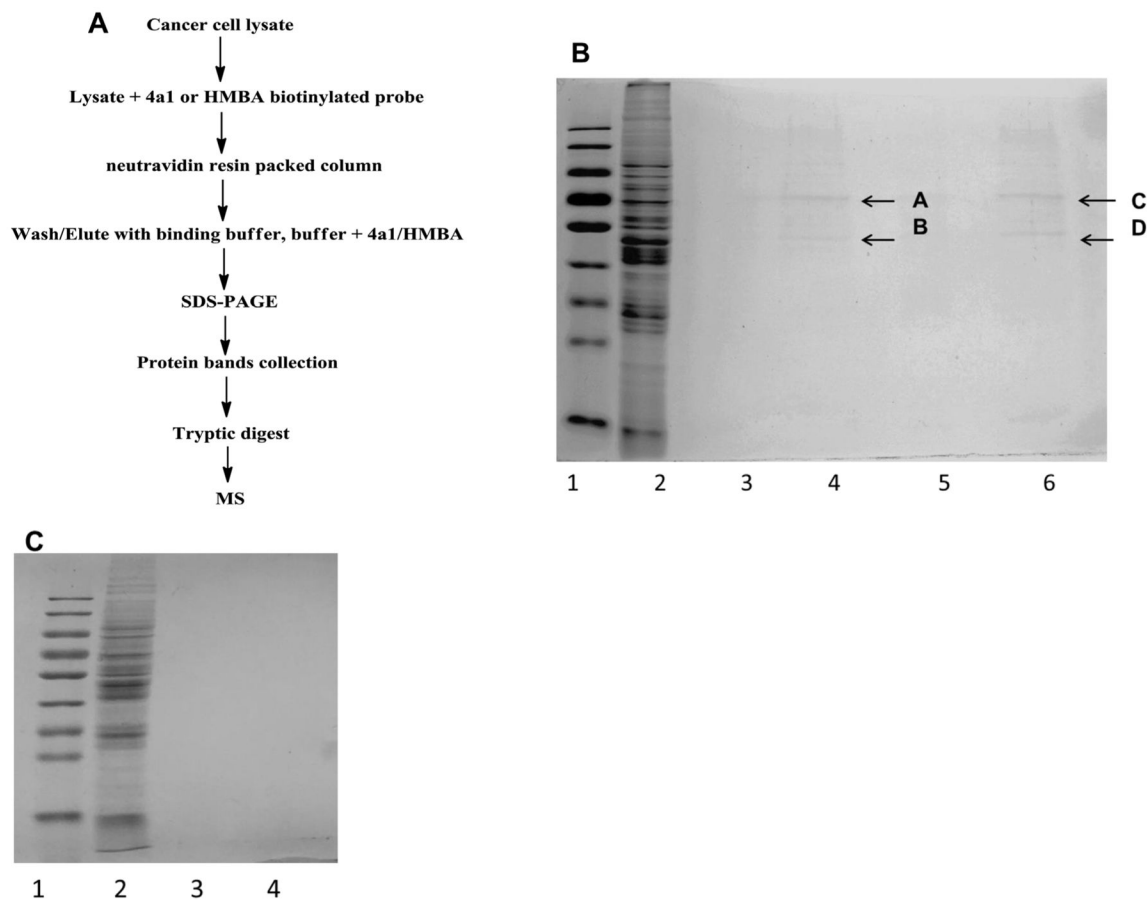 A
Cancer cell lysate
Lysate + 4a1 or HMBA biotinylated probe
neutravidin resin packed column
Wash/Elute with binding buffer, buffer + 4a1/HMBA
SDS-PAGE
Protein bands collection
Tryptic digest
MS
B
A C
B D
1 2 3 4 5 6
C
1 2 3 4